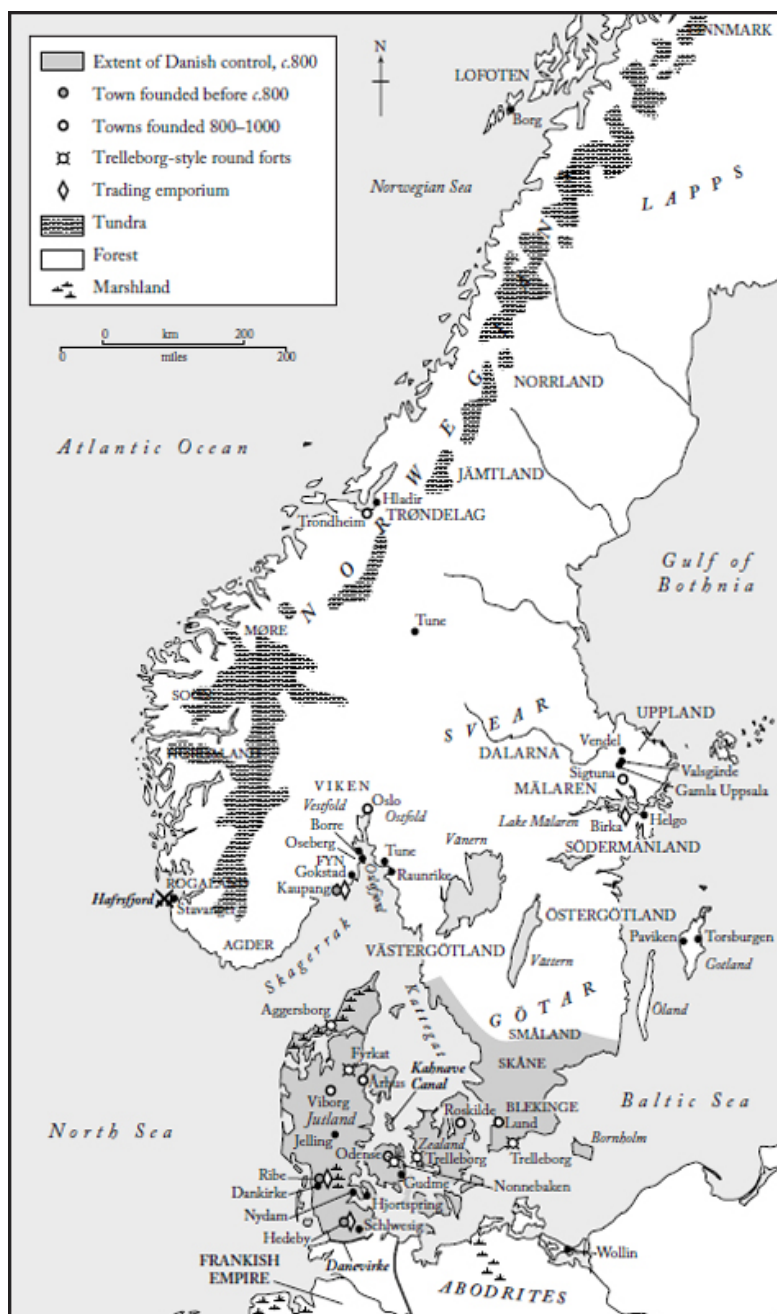 Extent of Danish control, c.800
Town founded before c.800
Towns founded 800–1000
Trelleborg-style round forts
Trading emporium
Tundra
Forest
Marshland
0 km 200
0 miles 200
N
LOFOTEN
Borg
Norwegian Sea
LAPPS
NORRLAND
NORWEG
Atlantic Ocean
JÄMTLAND
Hladir
Trondheim
TRØNDELAG
Gulf of
Bothnia
MØRE
Tune
SVEAR
UPPLAND
DALARNA
Vendel
Valsgärde
Sigtuna
Gamla Uppsala
MÄLAREN
VIKEN
Vestfold
Oslo
Ostfold
Lake Mälaren
Birka
Helgo
Borre
Oseberg
Tune
Vänern
SÖDERMANLAND
FYN
Gokstad
Raunrike
Oslofjord
Kaupang
ROGALAND
Hafrsfjord
Stavanger
ÖSTERGÖTLAND
AGDER
VÄSTERGÖTLAND
Paviken
Torsburgen
Gotland
Skagerrak
Västern
Öland
Kattegat
GÖTAR
Aggersborg
SMÅLAND
Fyrkat
SKÅNE
Århus
Kahnave
Canal
Viborg
Jutland
Roskilde
BLEKINGE
Lund
Baltic Sea
North Sea
Jelling
Zealand
Bornholm
Odense
Trelleborg
Trelleborg
Ribe
Gudme
Nonnebaken
Dankirke
Nydam
Hjortspring
Hedeby
Schlwesig
Danevirke
Wollin
FRANKISH
EMPIRE
ABODRITES